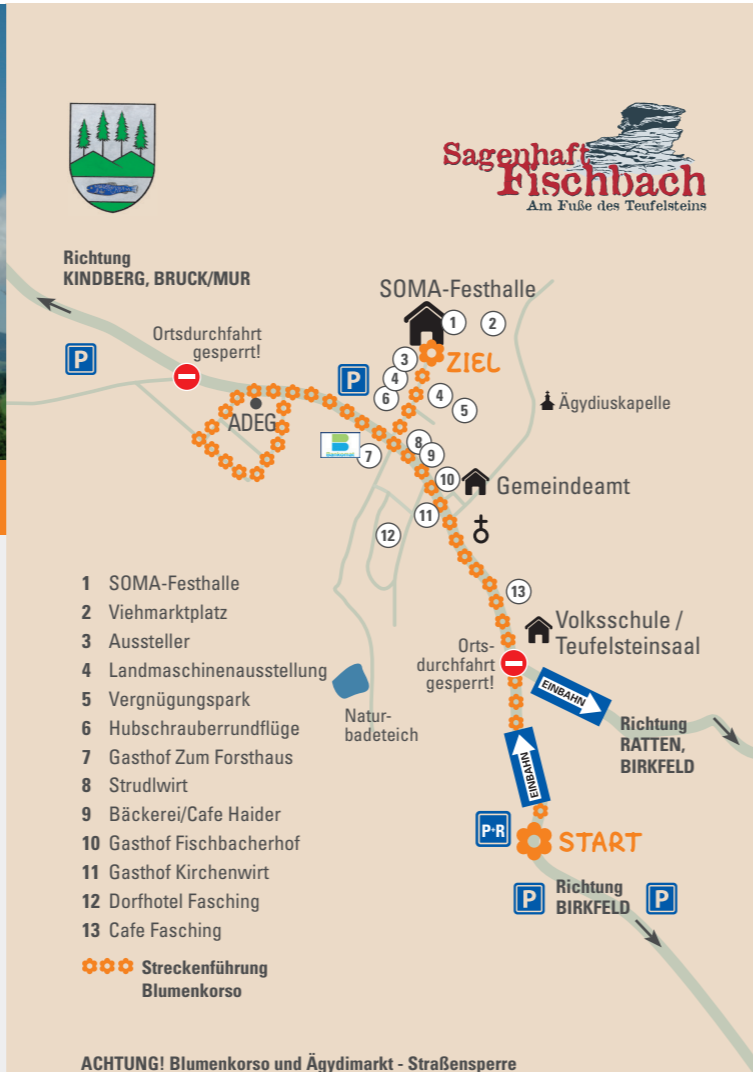 Sagenhaft
Fischbach
Am Fuße des Teufelsteins
Richtung
KINDBERG, BRUCK/MUR
SOMA-Festhalle
1
2
Ortsdurchfahrt
gesperrt!
P
P
3
ZIEL
4
6
4
5
Ägydiuskapelle
ADEG
Bankomat
7
8
9
10
Gemeindeamt
11
12
13
1 SOMA-Festhalle
2 Viehmarktplatz
3 Aussteller
4 Landmaschinenausstellung
5 Vergnügungspark
6 Hubschrauberrundflüge
7 Gasthof Zum Forsthaus
8 Strudlwirt
9 Bäckerei/Cafe Haider
10 Gasthof Fischbacherhof
11 Gasthof Kirchenwirt
12 Dorfhotel Fasching
13 Cafe Fasching
Streckenführung
Blumenkorso
Volksschule /
Teufelsteinsaal
Orts-
durchfahrt
gesperrt!
Natur-
badeteich
EINBAHN
Richtung
RATTEN,
BIRKFELD
EINBAHN
P+R
START
P
Richtung
BIRKFELD
P
ACHTUNG! Blumenkorso und Ägydimarkt - Straßensperre